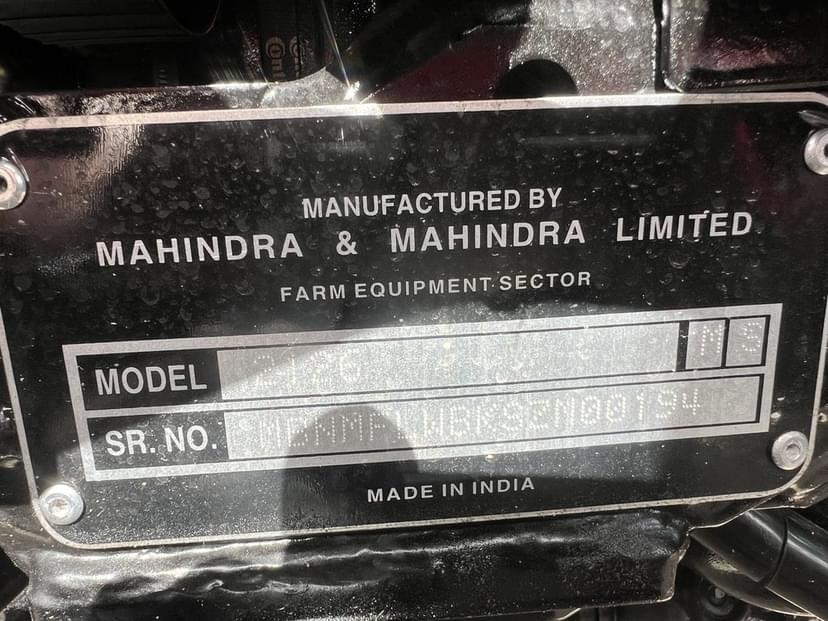 MANUFACTURED BY
MAHINDRA & MAHINDRA LIMITED
FARM EQUIPMENT SECTOR
MODEL
SR. NO.
MADE IN INDIA